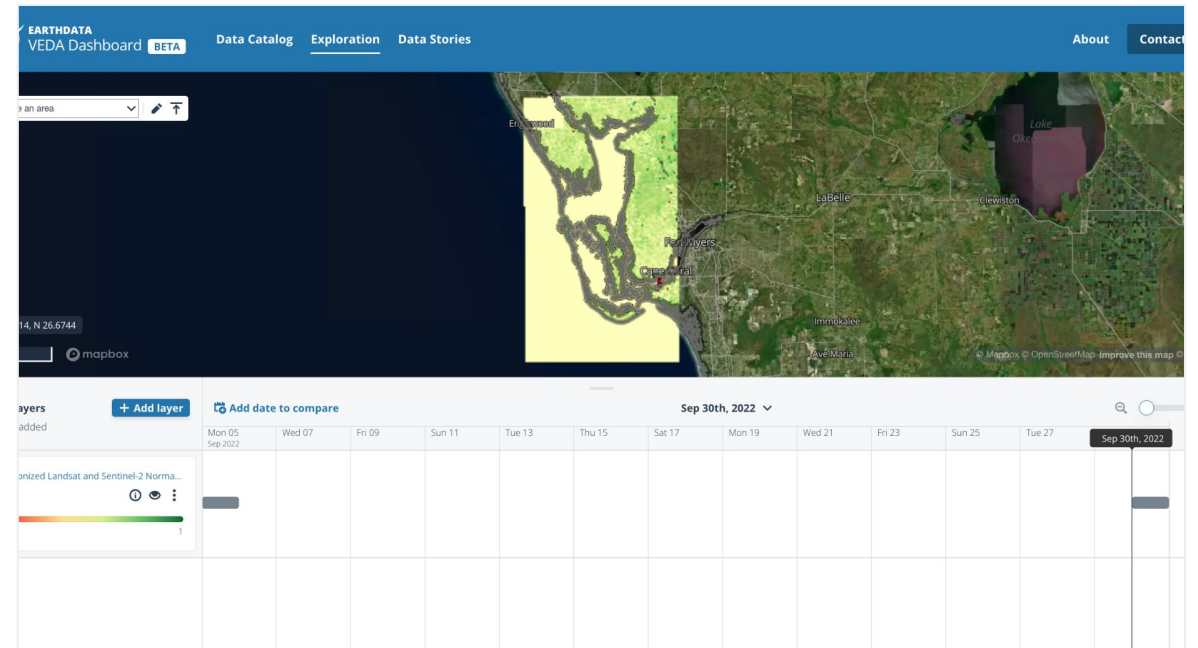 EARTHDATA
VEDA Dashboard BETA
Data Catalog Exploration Data Stories
About Contact
an area
Englewood
Lake
LaBelle
Clewiston
Fort Myers
Cape Coral
Immokalee
Ave Maria
14, N 26.6744
mapbox
© Mapbox © OpenStreetMap Improve this map ©
ayers
+ Add layer
added
Add date to compare
Sep 30th, 2022
Mon 05 Wed 07 Fri 09 Sun 11 Tue 13 Thu 15 Sat 17 Mon 19 Wed 21 Fri 23 Sun 25 Tue 27
Sep 2022
Sep 30th, 2022
onized Landsat and Sentinel-2 Norma...
1